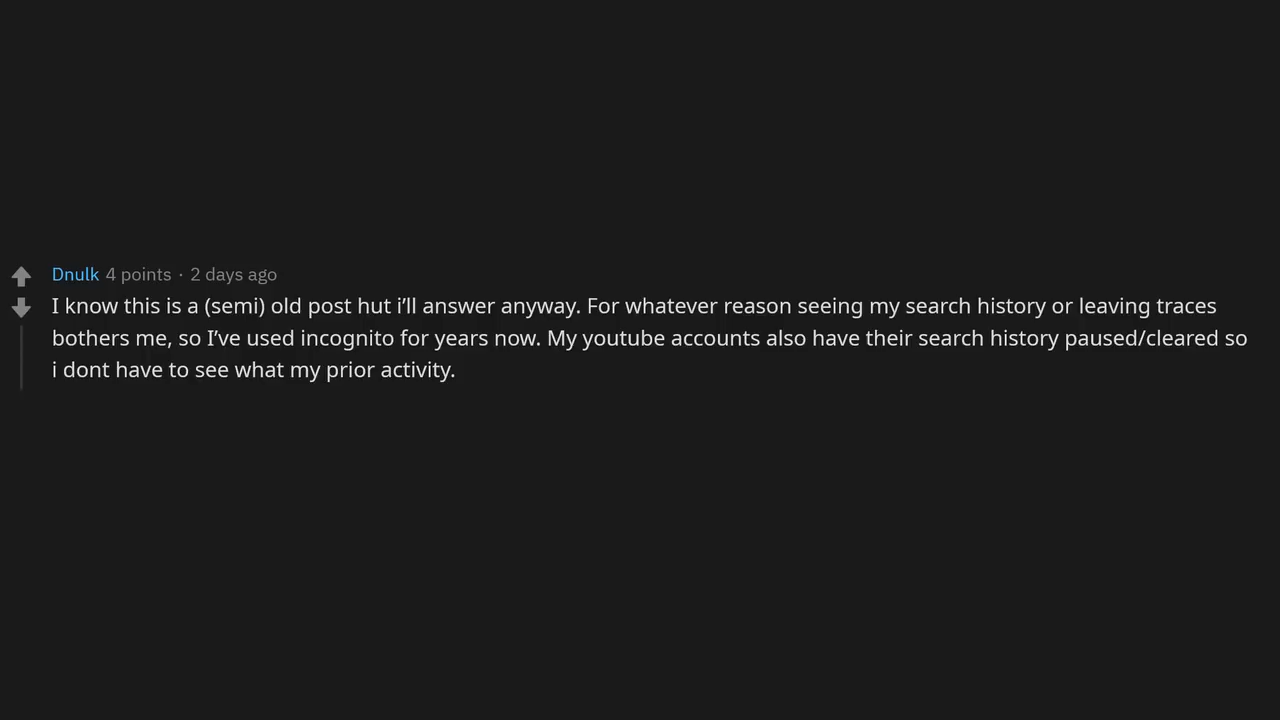 Dnulk 4 points · 2 days ago
I know this is a (semi) old post hut i’ll answer anyway. For whatever reason seeing my search history or leaving traces
bothers me, so I’ve used incognito for years now. My youtube accounts also have their search history paused/cleared so
i dont have to see what my prior activity.